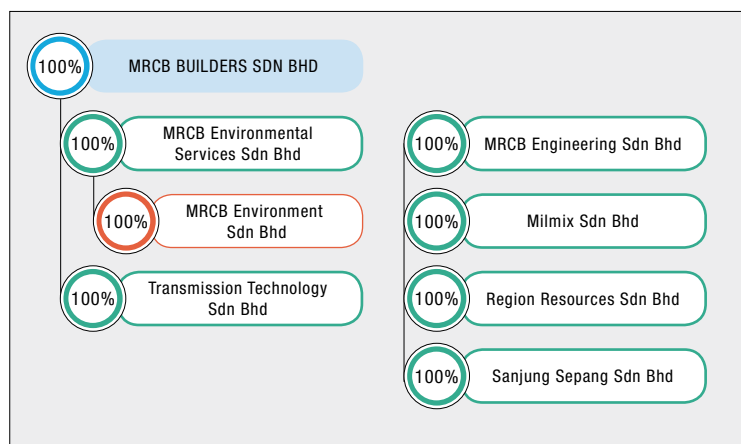 100%
MRCB BUILDERS SDN BHD
100%
MRCB Environmental
Services Sdn Bhd
100%
MRCB Environment
Sdn Bhd
100%
Transmission Technology
Sdn Bhd
100%
MRCB Engineering Sdn Bhd
100%
Milmix Sdn Bhd
100%
Region Resources Sdn Bhd
100%
Sanjung Sepang Sdn Bhd